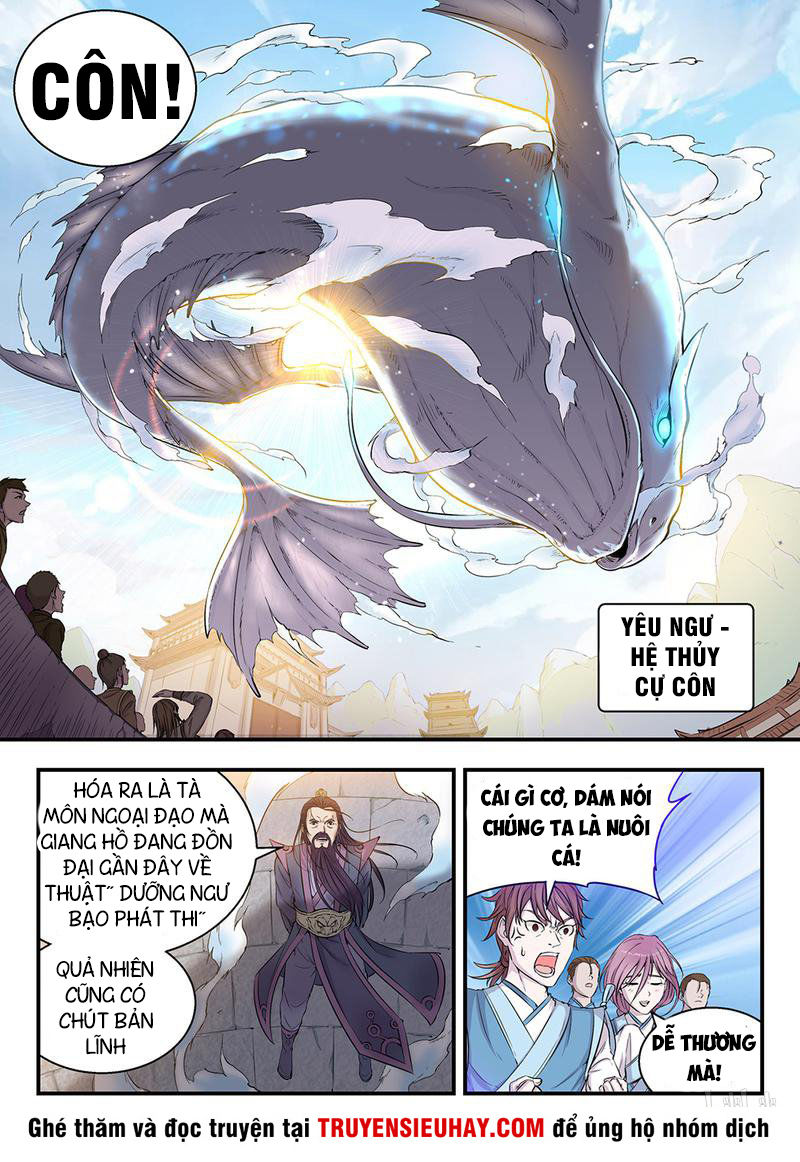 CÔN!
YÊU NGƯ -
HỆ THỦY
CỰ CÔN
HÓA RA LÀ TÀ
MÔN NGOẠI ĐẠO MÀ
GIANG HỒ ĐANG ĐỒN
ĐẠI GẦN ĐÂY VỀ
THUẬT˝ DƯỠNG NGƯ
BẠO PHÁT THI˝
QUẢ NHIÊN
CŨNG CÓ
CHÚT BẢN
LĨNH
CÁI GÌ CƠ, DÁM NÓI
CHÚNG TA LÀ NUÔI
CÁ!
DỄ THƯƠNG
MÀ!
Ghé thăm và đọc truyện tại TRUYENSIEUHAY.COM để ủng hộ nhóm dịch